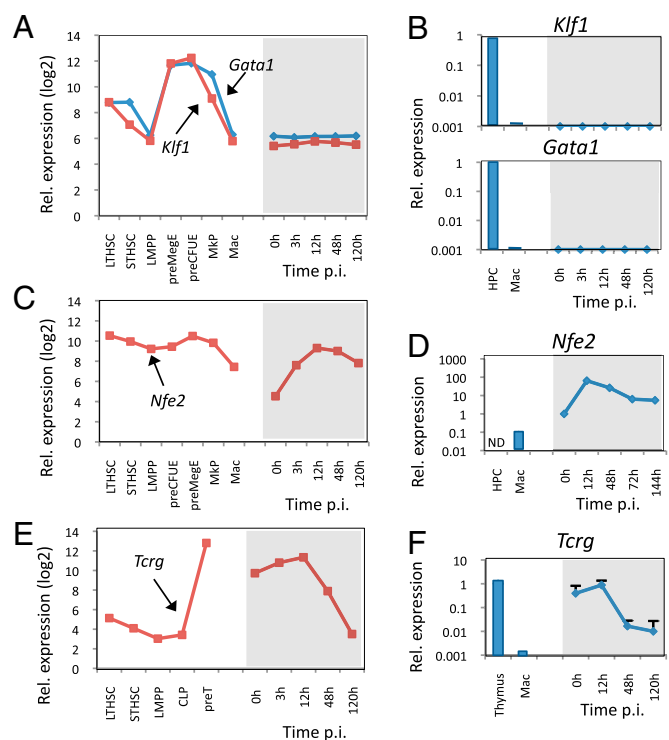 A
Rel. expression (log2)
14
12
10
8
6
4
2
0
Gata1
Klf1
LTHSC
STHSC
LMPP
preMegE
preCFUE
MkP
Mac
0h
3h
12h
48h
120h
Time p.i.
B
Klf1
Rel. expression
1
0.1
0.01
0.001
Gata1
1
0.1
0.01
0.001
HPC
Mac
0h
3h
12h
48h
120h
Time p.i.
C
Rel. expression (log2)
14
12
10
8
6
4
2
0
Nfe2
LTHSC
STHSC
LMPP
preCFUE
preMegE
MkP
Mac
0h
3h
12h
48h
120h
Time p.i.
D
Nfe2
Rel. expression
1000
100
10
1
0.1
0.01
ND
HPC
Mac
0h
12h
48h
72h
144h
Time p.i.
E
Rel. expression (log2)
14
12
10
8
6
4
2
0
Tcrg
LTHSC
STHSC
LMPP
CLP
preT
0h
3h
12h
48h
120h
Time p.i.
F
Tcrg
Rel. expression
10
1
0.1
0.01
0.001
Thymus
Mac
0h
12h
48h
120h
Time p.i.